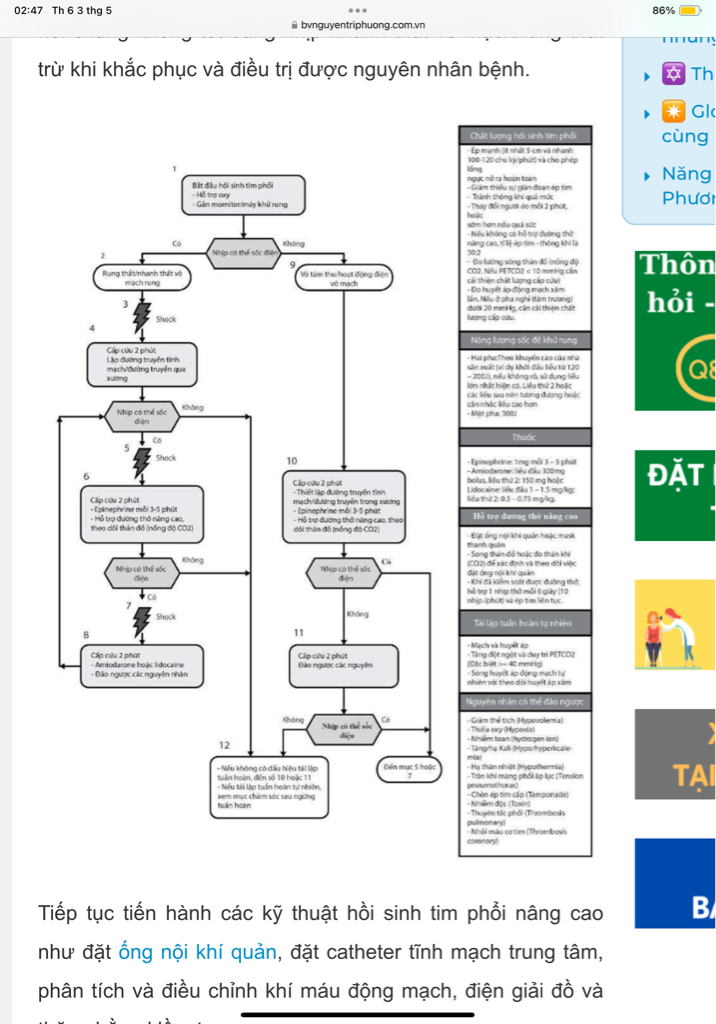 02:47 Th 6 3 thg 5
86%
bvnguyentriphuong.com.vn
trừ khi khắc phục và điều trị được nguyên nhân bệnh.
1
Bắt đầu hồi sinh tim phổi
- Hỗ trợ oxy
- Gắn mornitor/máy khử rung
Có
Nhịp có thể sốc điện
Không
2
Rung thất/nhanh thất vô
mạch rung
9
Vô tâm thu/hoạt động điện
vô mạch
3
Shock
4
Cấp cứu 2 phút
Lập đường truyền tĩnh
mạch/đường truyền qua
xương
Nhịp có thể sốc
điện
Không
Có
5
Shock
6
Cấp cứu 2 phút
- Epinephrine mỗi 3-5 phút
- Hỗ trợ đường thở nâng cao,
theo dõi thán đồ (nồng độ CO2)
10
Cấp cứu 2 phút
- Thiết lập đường truyền tĩnh
mạch/đường truyền trong xương
- Epinephrine mỗi 3-5 phút
- Hỗ trợ đường thở nâng cao, theo
dõi thán đồ (nồng độ CO2)
Nhịp có thể sốc
điện
Không
Có
Nhịp có thể sốc
điện
Có
Không
7
Shock
8
Cấp cứu 2 phút
- Amiodarone hoặc lidocaine
- Đảo ngược các nguyên nhân
11
Cấp cứu 2 phút
Đảo ngược các nguyên
Không
Nhịp có thể sốc
điện
Có
12
- Nếu không có dấu hiệu tái lập
tuần hoàn, đến số 10 hoặc 11
- Nếu tái lập tuần hoàn tự nhiên,
xem mục chăm sóc sau ngừng
tuần hoàn
Đến mục 5 hoặc
7
Chất lượng hồi sinh tim phổi
- Ép mạnh (ít nhất 5 cm và nhanh
100-120 chu kỳ/phút) và cho phép
lồng
ngực nở ra hoàn toàn
- Giảm thiểu sự gián đoạn ép tim
- Tránh thông khí quá mức
- Thay đổi người ép mỗi 2 phút,
hoặc
sớm hơn nếu quá sức
- Nếu không có hỗ trợ đường thở
nâng cao, tỉ lệ ép tim - thông khí là
30:2
- Đo lường sóng thán đồ (nồng độ
CO2. Nếu PETCO2 < 10 mmHg cần
cải thiện chất lượng cấp cứu)
- Đo huyết áp động mạch xâm
lấn. Nếu ở pha nghỉ (tâm trương)
dưới 20 mmHg, cần cải thiện chất
lượng cấp cứu.
Năng lượng sốc để khử rung
- Hai pha: Theo khuyến cáo của nhà
sản xuất (ví dụ khởi đầu liều từ 120
– 200J), nếu không rõ, sử dụng liều
lớn nhất hiện có. Liều thứ 2 hoặc
các liều sau nên tương đương hoặc
cân nhắc liều cao hơn
- Một pha: 360J
Thuốc
- Epinephrine: 1mg mỗi 3 – 5 phút
- Amiodarone: liều đầu 300mg
bolus, liều thứ 2: 150 mg hoặc
Lidocaine: liều đầu 1 – 1.5 mg/kg;
liều thứ 2: 0.5 – 0.75 mg/kg.
Hỗ trợ đường thở nâng cao
- Đặt ống nội khí quản hoặc mask
thanh quản
- Sóng thán đồ hoặc đo thán khí
(CO2) để xác định và theo dõi việc
đặt ống nội khí quản
- Khi đã kiểm soát được đường thở,
hỗ trợ 1 nhịp thở mỗi 6 giây (10
nhịp /phút) và ép tim liên tục.
Tái lập tuần hoàn tự nhiên
- Mạch và huyết áp
- Tăng đột ngột và duy trì PETCO2
(Đặc biệt >= 40 mmHg)
- Sóng huyết áp động mạch tự
nhiên với theo dõi huyết áp xâm
Nguyên nhân có thể đảo ngược
- Giảm thể tích (Hypovolemia)
- Thiếu oxy (Hypoxia)
- Nhiễm toan (hydrogen ion)
- Tăng/hạ Kali (Hypo/hyperkcale-
mia)
- Hạ thân nhiệt (Hypothermia)
- Tràn khí màng phổi áp lực (Tension
pneumothorax)
- Chèn ép tim cấp (Tamponade)
- Nhiễm độc (Toxin)
- Thuyên tắc phổi (Thrombosis
pulmonary)
- Nhồi máu cơ tim (Thrombosis
coronary)
Tiếp tục tiến hành các kỹ thuật hồi sinh tim phổi nâng cao
như đặt ống nội khí quản, đặt catheter tĩnh mạch trung tâm,
phân tích và điều chỉnh khí máu động mạch, điện giải đồ và
Th
Glo
cùng
Năng
Phươn
Thôn
hỏi -
Q&
ĐẶT
TẠI
BẢ